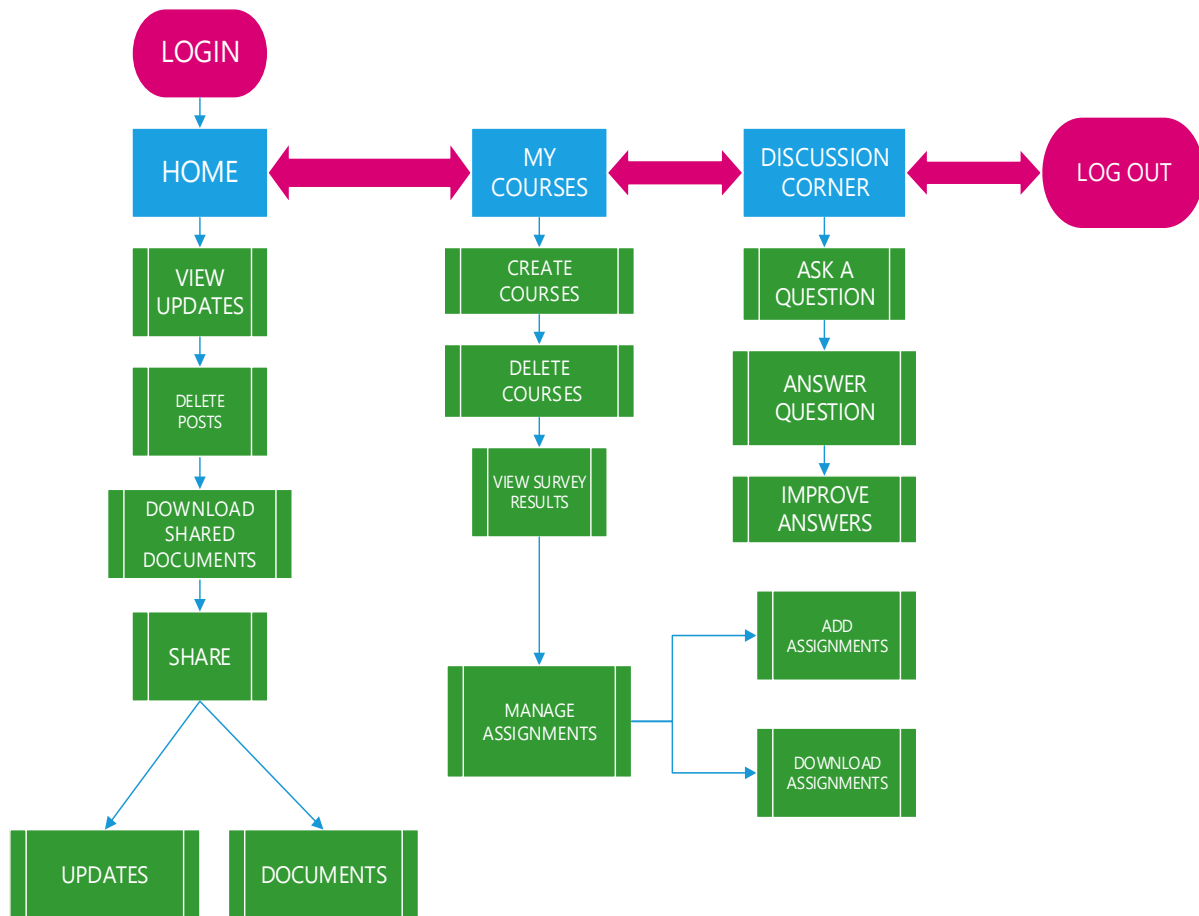 LOGIN
HOME
MY
COURSES
DISCUSSION
CORNER
LOG OUT
VIEW
UPDATES
CREATE
COURSES
ASK A
QUESTION
DELETE
POSTS
DELETE
COURSES
ANSWER
QUESTION
DOWNLOAD
SHARED
DOCUMENTS
VIEW SURVEY
RESULTS
IMPROVE
ANSWERS
SHARE
ADD
ASSIGNMENTS
MANAGE
ASSIGNMENTS
DOWNLOAD
ASSIGNMENTS
UPDATES
DOCUMENTS